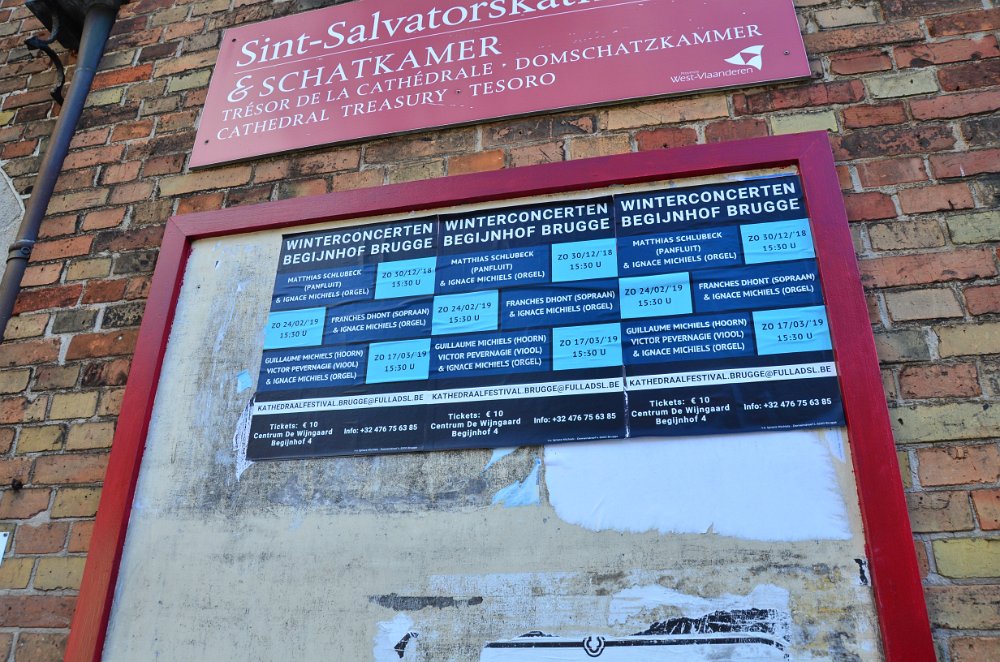 Sint-Salvatorskath
& SCHATKAMER
TRÉSOR DE LA CATHÉDRALE · DOMSCHATZKAMMER
CATHEDRAL TREASURY · TESORO
West-Vlaanderen
WINTERCONCERTEN
BEGIJNHOF BRUGGE
MATTHIAS SCHLUBECK
(PANFLUIT)
& IGNACE MICHIELS (ORGEL)
ZO 30/12/'18
15:30 U
ZO 24/02/'19
15:30 U
FRANCHES DHONT (SOPRAAN)
& IGNACE MICHIELS (ORGEL)
GUILLAUME MICHIELS (HOORN)
VICTOR PEVERNAGIE (VIOOL)
& IGNACE MICHIELS (ORGEL)
ZO 17/03/'19
15:30 U
KATHEDRAALFESTIVAL.BRUGGE@FULLADSL.BE
Tickets: € 10
Centrum De Wijngaard
Begijnhof 4
Info: +32 476 75 63 85
WINTERCONCERTEN
BEGIJNHOF BRUGGE
MATTHIAS SCHLUBECK
(PANFLUIT)
& IGNACE MICHIELS (ORGEL)
ZO 30/12/'18
15:30 U
ZO 24/02/'19
15:30 U
FRANCHES DHONT (SOPRAAN)
& IGNACE MICHIELS (ORGEL)
GUILLAUME MICHIELS (HOORN)
VICTOR PEVERNAGIE (VIOOL)
& IGNACE MICHIELS (ORGEL)
ZO 17/03/'19
15:30 U
KATHEDRAALFESTIVAL.BRUGGE@FULLADSL.BE
Tickets: € 10
Centrum De Wijngaard
Begijnhof 4
Info: +32 476 75 63 85
WINTERCONCERTEN
BEGIJNHOF BRUGGE
MATTHIAS SCHLUBECK
(PANFLUIT)
& IGNACE MICHIELS (ORGEL)
ZO 30/12/'18
15:30 U
ZO 24/02/'19
15:30 U
FRANCHES DHONT (SOPRAAN)
& IGNACE MICHIELS (ORGEL)
GUILLAUME MICHIELS (HOORN)
VICTOR PEVERNAGIE (VIOOL)
& IGNACE MICHIELS (ORGEL)
ZO 17/03/'19
15:30 U
KATHEDRAALFESTIVAL.BRUGGE@FULLADSL.BE
Tickets: € 10
Centrum De Wijngaard
Begijnhof 4
Info: +32 476 75 63 85